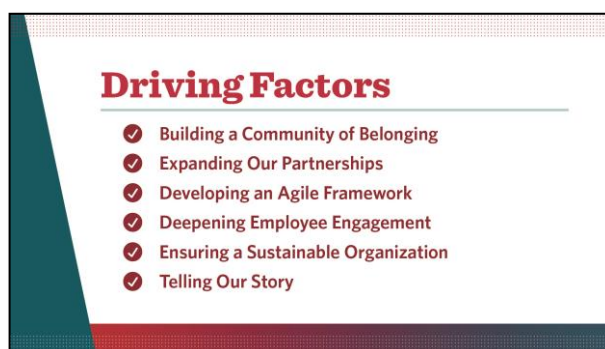 Driving Factors
Building a Community of Belonging
Expanding Our Partnerships
Developing an Agile Framework
Deepening Employee Engagement
Ensuring a Sustainable Organization
Telling Our Story